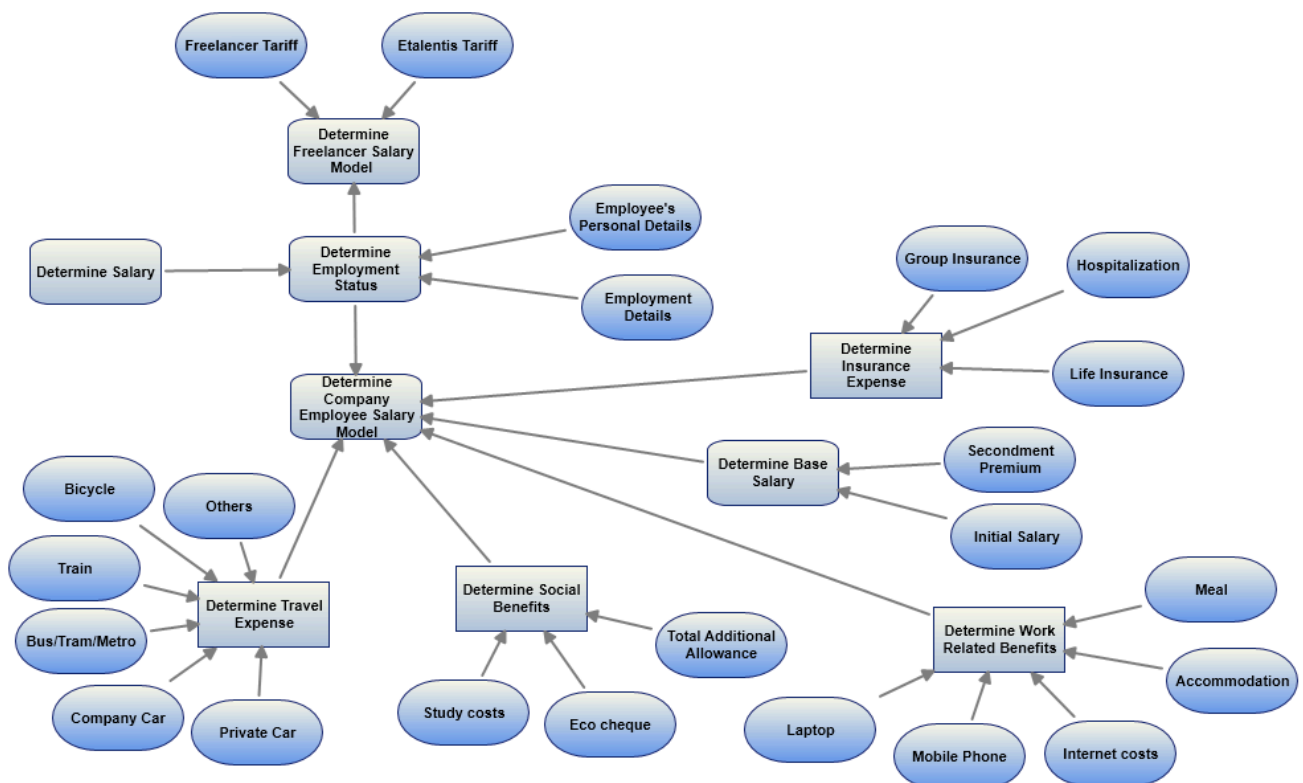 Freelancer Tariff
Etalentis Tariff
Determine
Freelancer Salary
Model
Employee's
Personal Details
Determine Salary
Determine
Employment
Status
Employment
Details
Group Insurance
Hospitalization
Determine
Insurance
Expense
Life Insurance
Determine
Company
Employee Salary
Model
Determine Base
Salary
Secondment
Premium
Initial Salary
Bicycle
Others
Train
Bus/Tram/Metro
Determine Travel
Expense
Company Car
Private Car
Determine Social
Benefits
Total Additional
Allowance
Study costs
Eco cheque
Determine Work
Related Benefits
Meal
Accommodation
Laptop
Mobile Phone
Internet costs